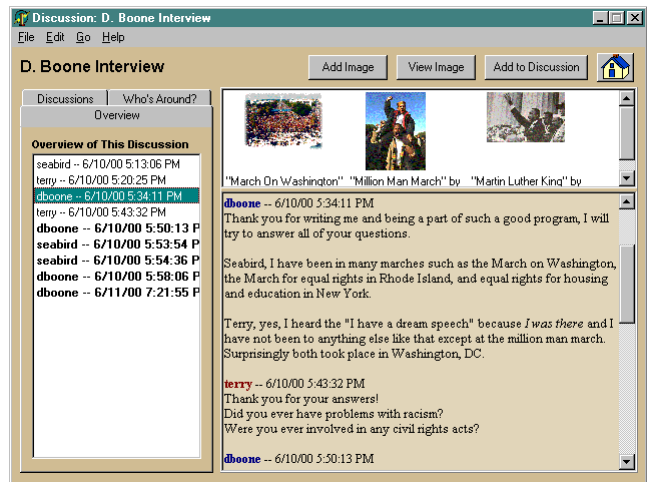 Discussion: D. Boone Interview
File Edit Go Help
D. Boone Interview
Add Image
View Image
Add to Discussion
Discussions
Who's Around?
Overview
Overview of This Discussion
seabird -- 6/10/00 5:13:06 PM
terry -- 6/10/00 5:20:25 PM
dboone -- 6/10/00 5:34:11 PM
terry -- 6/10/00 5:43:32 PM
dboone -- 6/10/00 5:50:13 P
seabird -- 6/10/00 5:53:54 P
seabird -- 6/10/00 5:54:36 P
dboone -- 6/10/00 5:58:06 P
dboone -- 6/11/00 7:21:55 P
"March On Washington"
"Million Man March" by
"Martin Luther King" by
dboone -- 6/10/00 5:34:11 PM
Thank you for writing me and being a part of such a good program, I will
try to answer all of your questions.
Seabird, I have been in many marches such as the March on Washington,
the March for equal rights in Rhode Island, and equal rights for housing
and education in New York.
Terry, yes, I heard the "I have a dream speech" because I was there and I
have not been to anything else like that except at the million man march.
Surprisingly both took place in Washington, DC.
terry -- 6/10/00 5:43:32 PM
Thank you for your answers!
Did you ever have problems with racism?
Were you ever involved in any civil rights acts?
dboone -- 6/10/00 5:50:13 PM